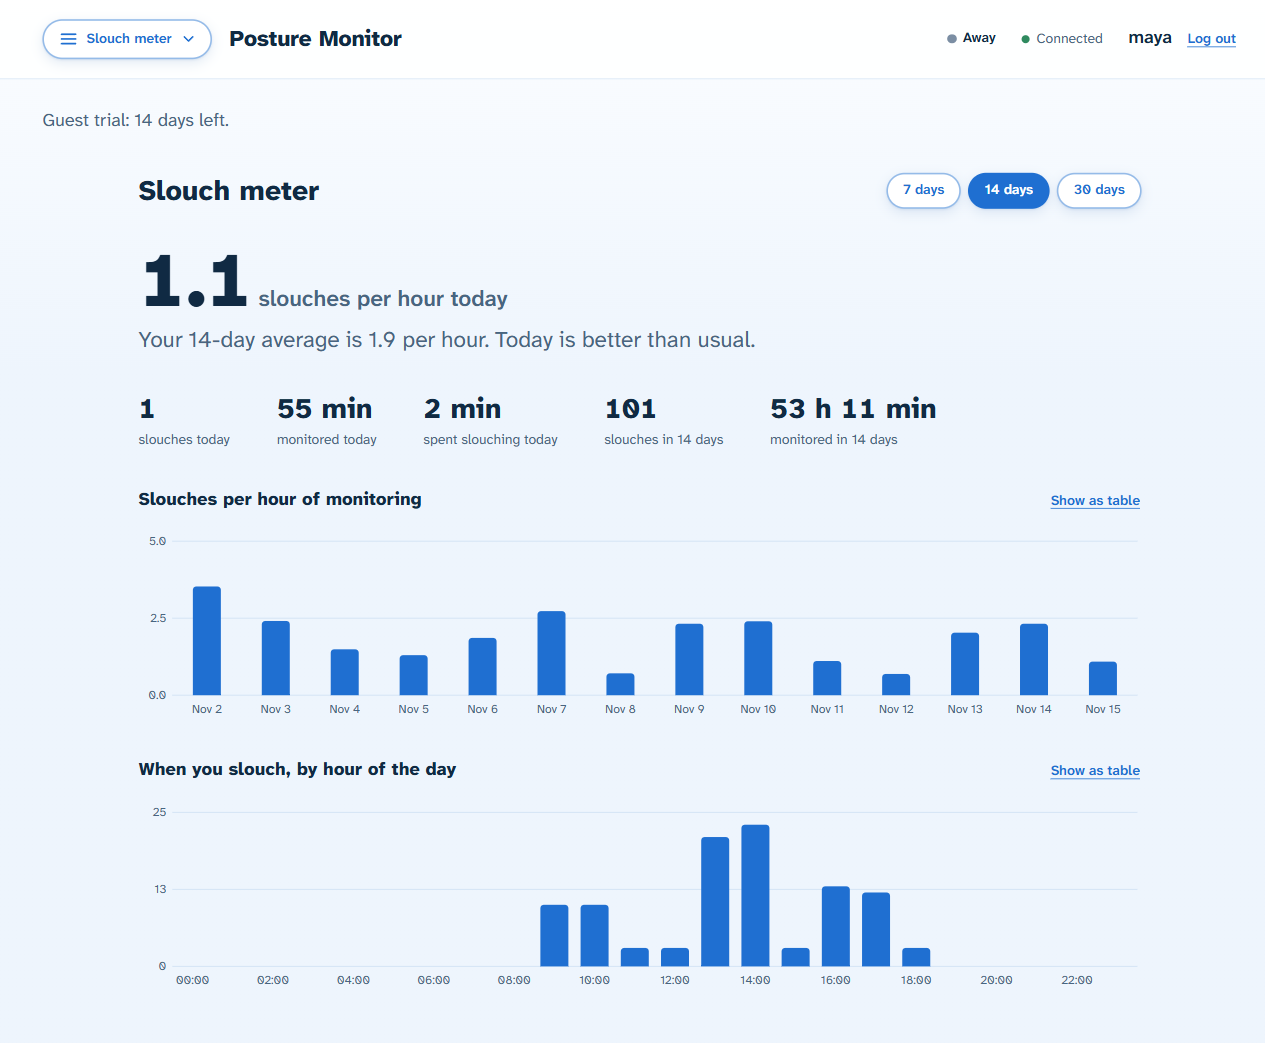 Slouch meter
Posture Monitor
Away
Connected
maya
Log out
Guest trial: 14 days left.
Slouch meter
7 days
14 days
30 days
1.1 slouches per hour today
Your 14-day average is 1.9 per hour. Today is better than usual.
1
slouches today
55 min
monitored today
2 min
spent slouching today
101
slouches in 14 days
53 h 11 min
monitored in 14 days
Slouches per hour of monitoring
Show as table
5.0
2.5
0.0
Nov 2 Nov 3 Nov 4 Nov 5 Nov 6 Nov 7 Nov 8 Nov 9 Nov 10 Nov 11 Nov 12 Nov 13 Nov 14 Nov 15
When you slouch, by hour of the day
Show as table
25
13
0
00:00 02:00 04:00 06:00 08:00 10:00 12:00 14:00 16:00 18:00 20:00 22:00